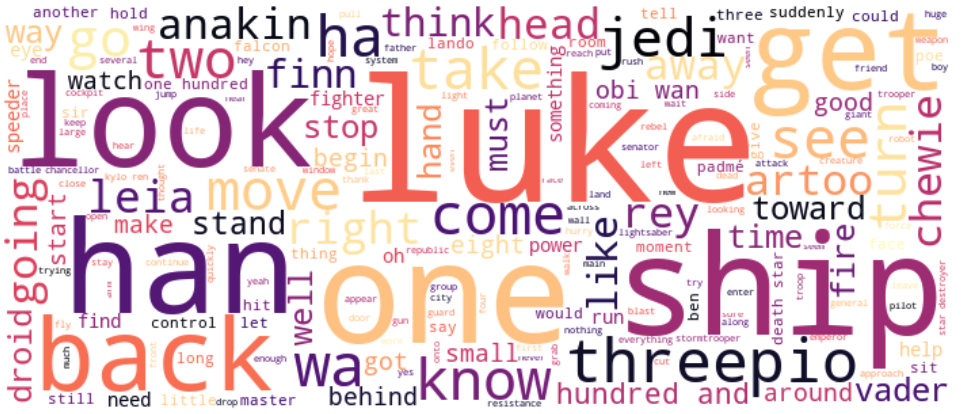 another hold
anakin
think
head
jedi
tell
three
suddenly
could
huge
way
go
two
ha
falcon
lando
follow
room
want
get
eye
several
hey
father
system
reach
put
rush
weapon
poe
boy
friend
end
watch
one hundred
finn
take
something
away
speeder
place
cockpit
jump
fighter
light
planet
obi wan
side
good
trooper
giant
sir
keep
large
look
great
stop
hand
must
coming
wait
rebel
afraid
give
see
turn
chewie
hear
life
begin
window
luke
senator
left
padmé
attack
robot
creature
battle
chancellor
kylo ren
senate
thank
dead
artoo
droid
going
start
close
leia
move
land
looking
toward
open
make
stand
right
come
across
wall
rey
lightsaber
time
face
han
thing
oh
republic
eight
power
hurry
like
moment
fire
trying
stay
continue
quickly
yeah
hit
well
one
appear
group
city
main
walk
ship
death star
troop
general
star destroyer
find
control
let
door
gun
guard
four
say
would
run
blast
try
ben
enter
along
pilot
fly
back
much
front
long
enough
wa
got
yes
onto
small
never
nothing
grab
everything
stormtrooper
cut
threepio
emperor
approach
help
sit
still
need
little
drop
master
behind
know
resistance
hundred and
around
vader